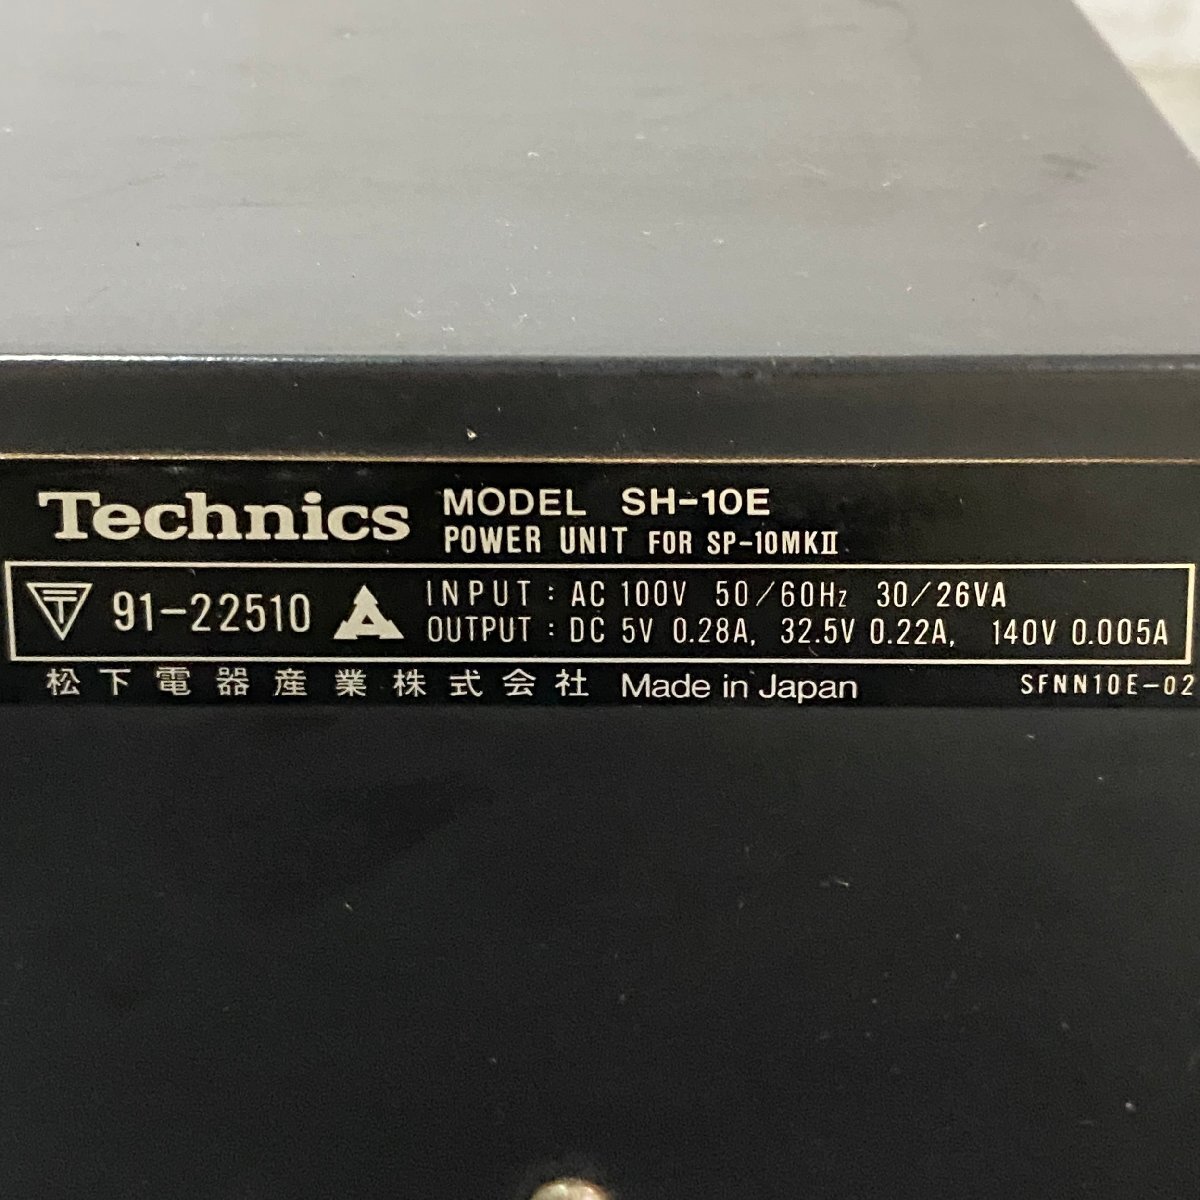 Technics MODEL SH-10E
POWER UNIT FOR SP-10MKⅡ
〒 91-22510 INPUT : AC 100V 50/60Hz 30/26VA
OUTPUT : DC 5V 0.28A, 32.5V 0.22A, 140V 0.005A
松下電器産業株式会社 Made in Japan SFNN10E-02